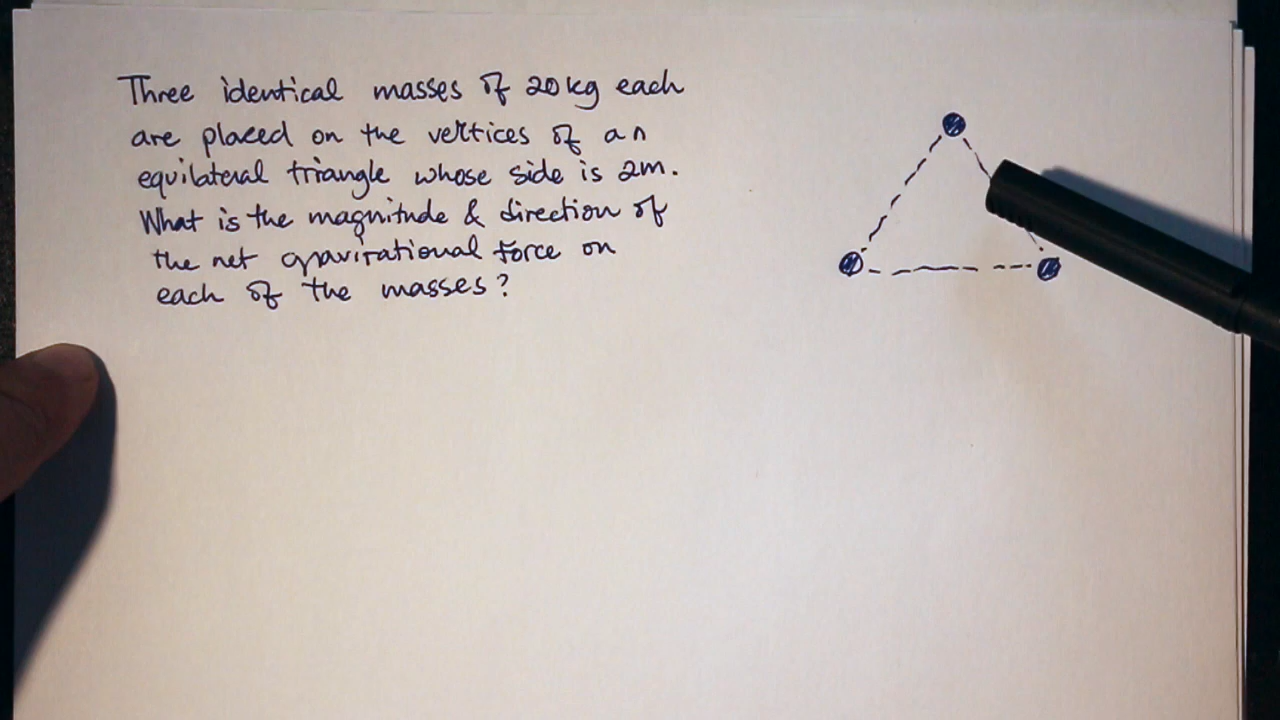 Three identical masses of 20kg each
are placed on the vertices of an
equilateral triangle whose side is 2m.
What is the magnitude & direction of
the net gravirational force on
each of the masses?